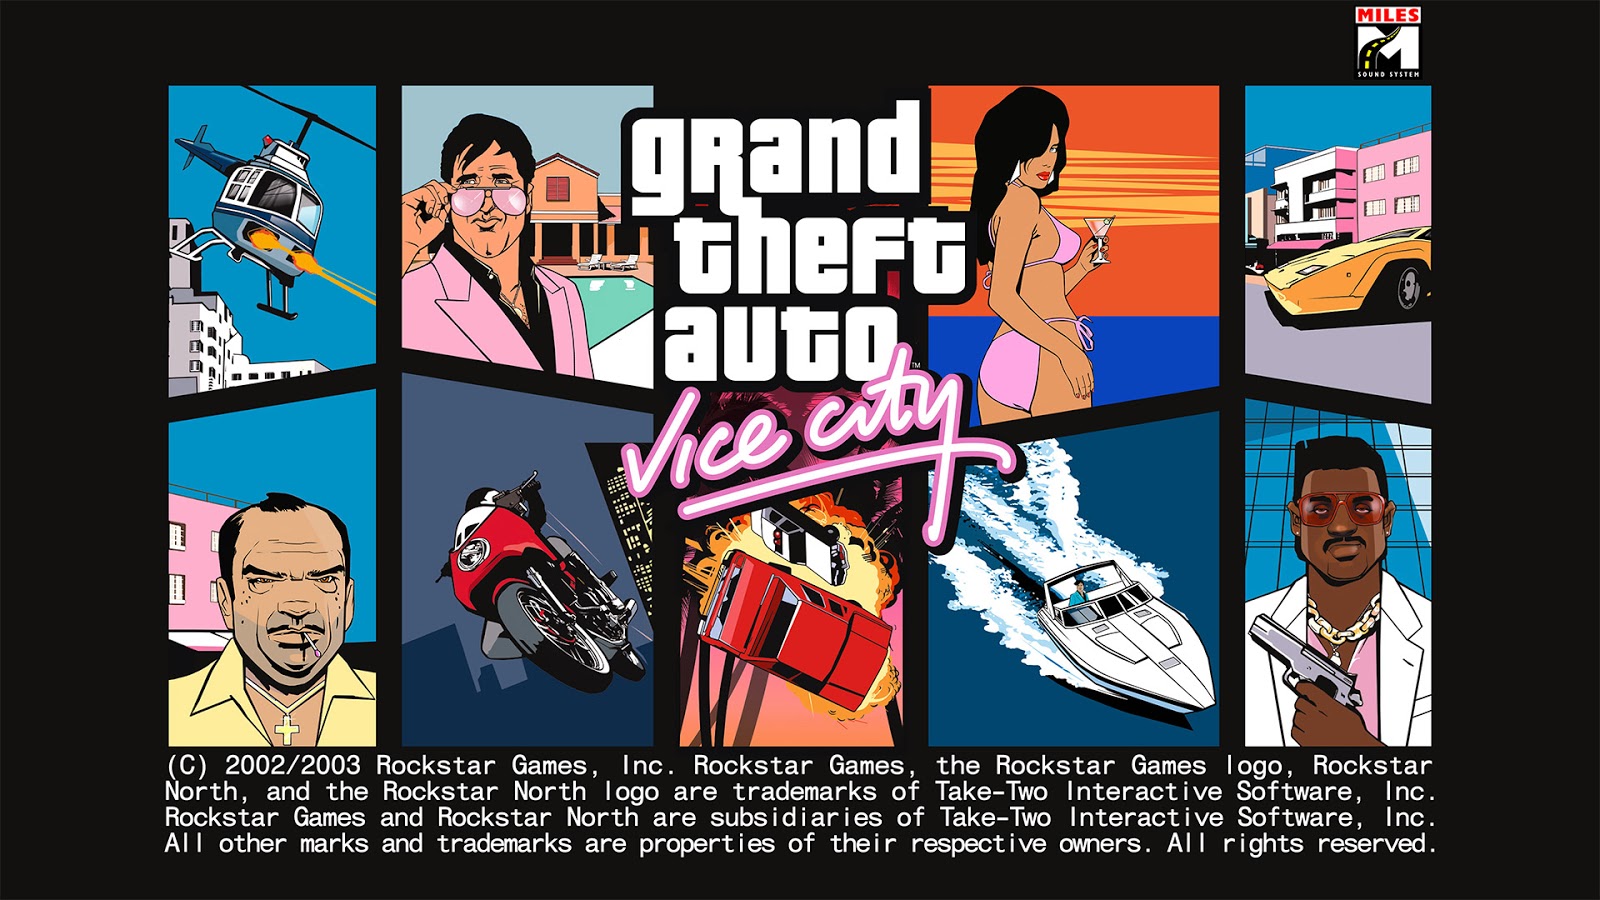 MILES
M
SOUND SYSTEM
grand
theft
auto
TM
Vice City
(C) 2002/2003 Rockstar Games, Inc. Rockstar Games, the Rockstar Games logo, Rockstar
North, and the Rockstar North logo are trademarks of Take-Two Interactive Software, Inc.
Rockstar Games and Rockstar North are subsidiaries of Take-Two Interactive Software, Inc.
All other marks and trademarks are properties of their respective owners. All rights reserved.